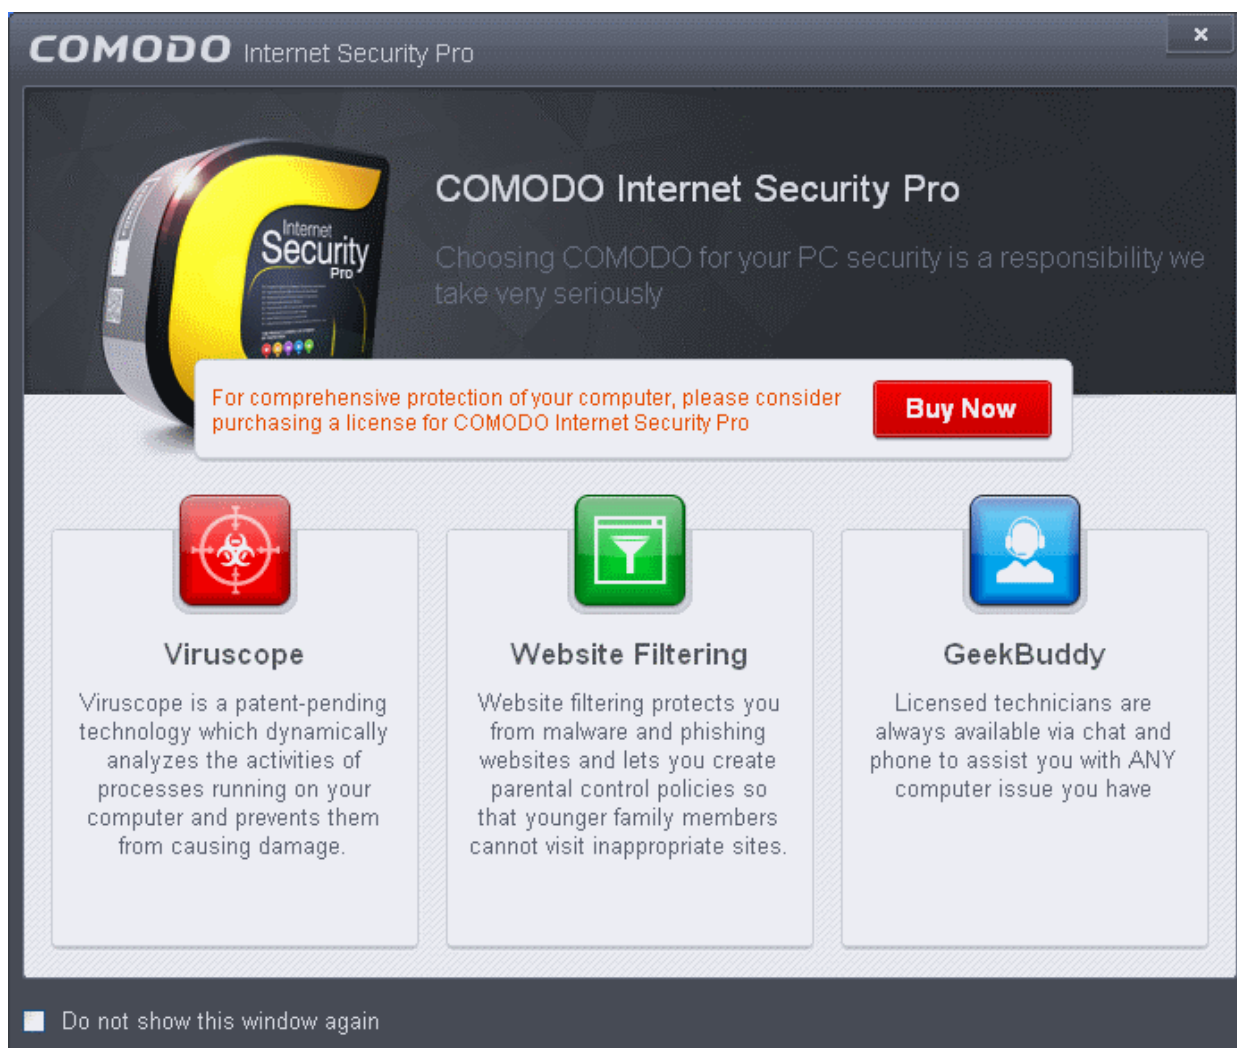 COMODO Internet Security Pro
COMODO Internet Security Pro
Choosing COMODO for your PC security is a responsibility we
take very seriously
Internet
Security
Pro
For comprehensive protection of your computer, please consider
purchasing a license for COMODO Internet Security Pro
Buy Now
Viruscope
Viruscope is a patent-pending
technology which dynamically
analyzes the activities of
processes running on your
computer and prevents them
from causing damage.
Website Filtering
Website filtering protects you
from malware and phishing
websites and lets you create
parental control policies so
that younger family members
cannot visit inappropriate sites.
GeekBuddy
Licensed technicians are
always available via chat and
phone to assist you with ANY
computer issue you have
Do not show this window again